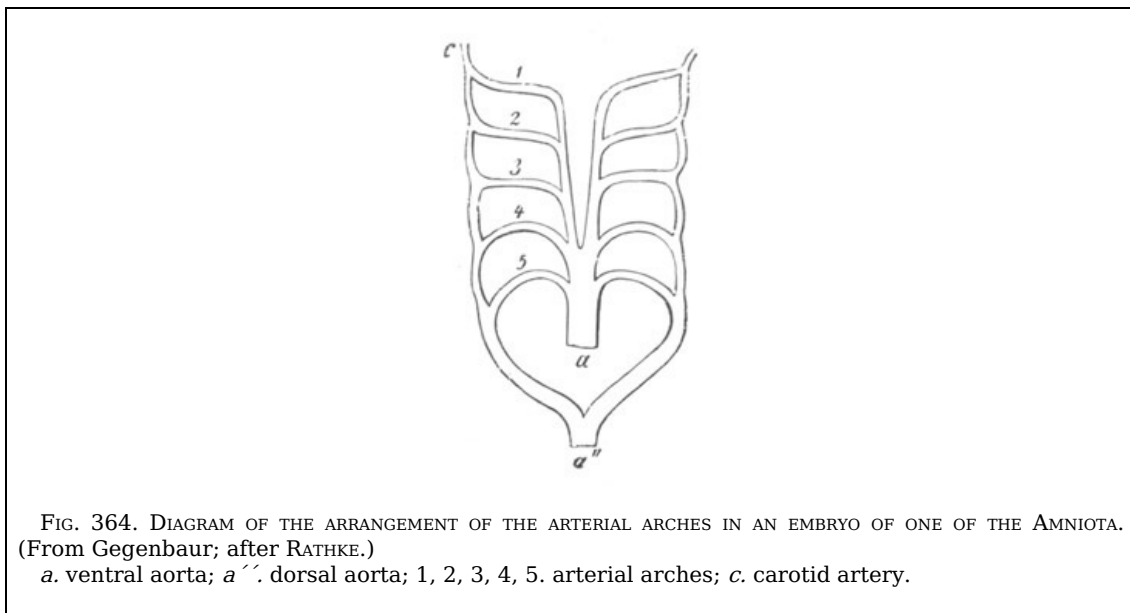 c
1
2
3
4
5
a
a″
FIG. 364. DIAGRAM OF THE ARRANGEMENT OF THE ARTERIAL ARCHES IN AN EMBRYO OF ONE OF THE AMNIOTA.
(From Gegenbaur; after RATHKE.)
a. ventral aorta; a´´. dorsal aorta; 1, 2, 3, 4, 5. arterial arches; c. carotid artery.